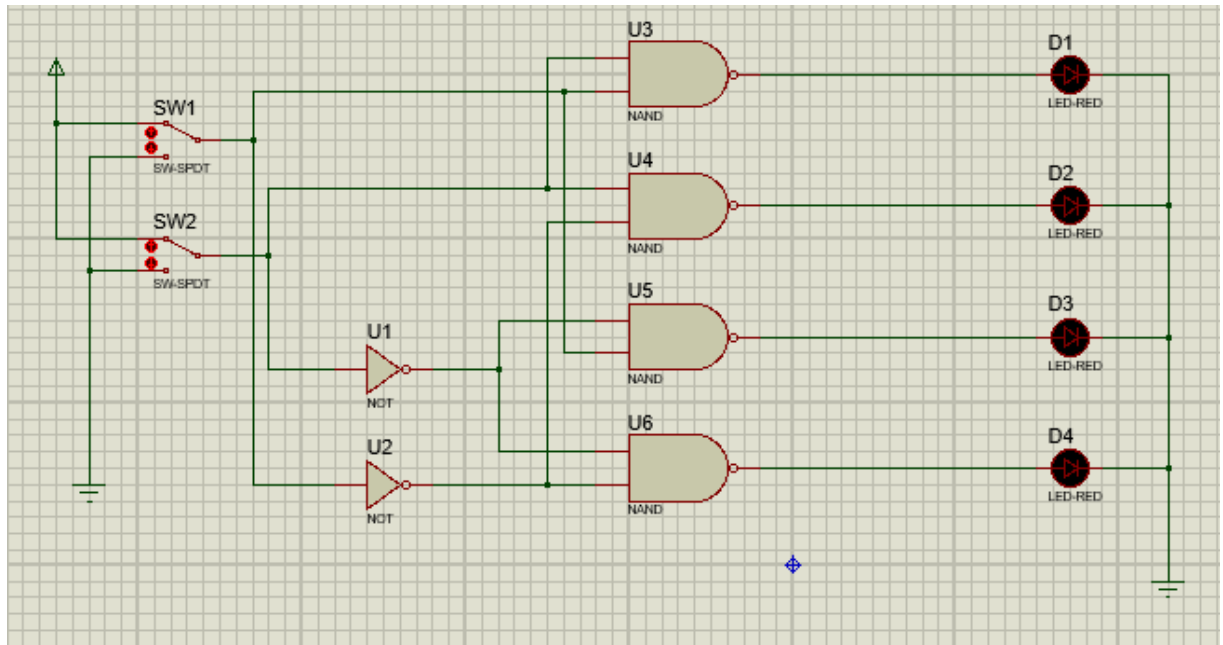 U3
NAND
D1
LED-RED
SW1
SW-SPDT
U4
NAND
D2
LED-RED
SW2
SW-SPDT
U5
NAND
D3
LED-RED
U1
NOT
U6
NAND
D4
LED-RED
U2
NOT